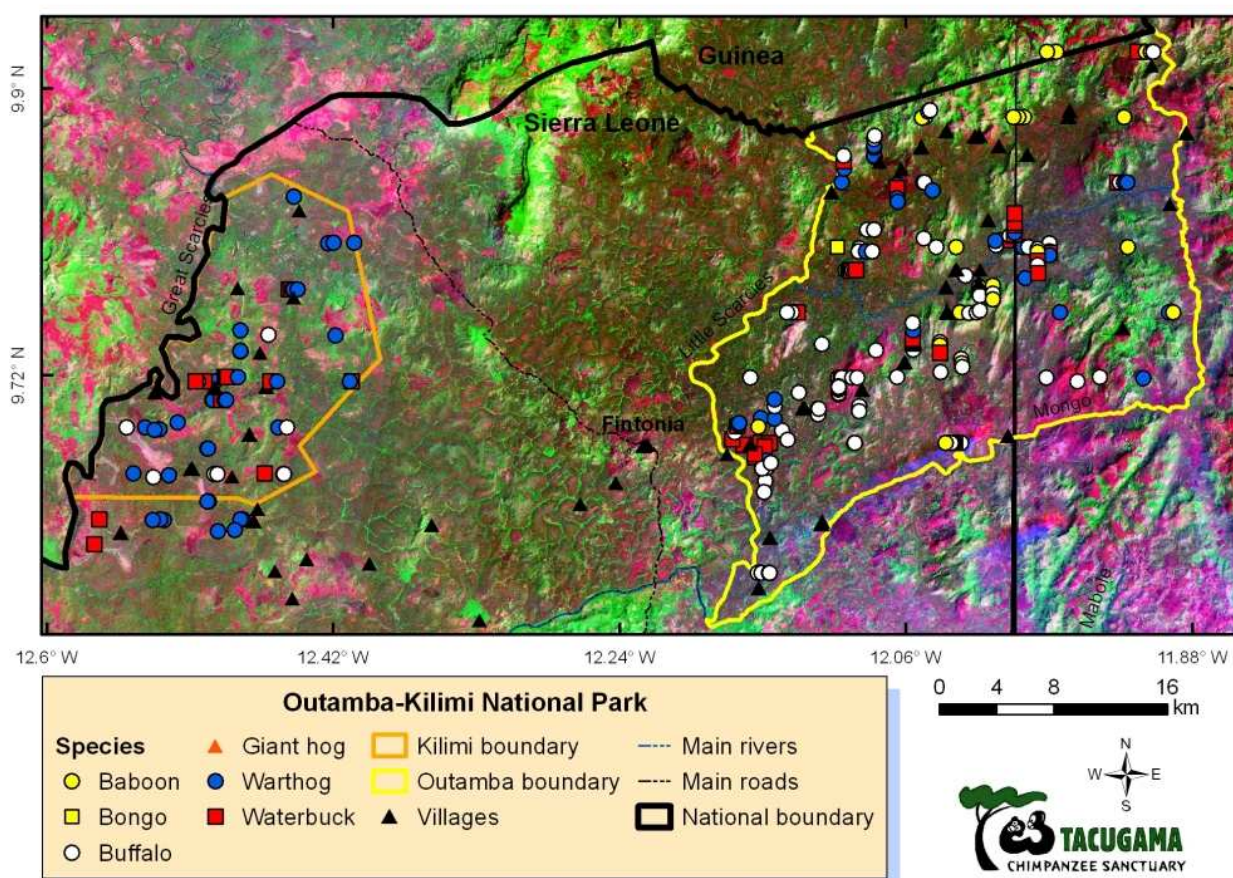 Guinea
Sierra Leone
Great Scarcies
Little Scarcies
Fintonia
Mongo
Mabole
9.9° N
9.72° N
12.6° W
12.42° W
12.24° W
12.06° W
11.88° W
Outamba-Kilimi National Park
Species
Baboon
Bongo
Buffalo
Giant hog
Warthog
Waterbuck
Kilimi boundary
Outamba boundary
Villages
Main rivers
Main roads
National boundary
0 4 8 16
km
N
W E
S
TACUGAMA
CHIMPANZEE SANCTUARY